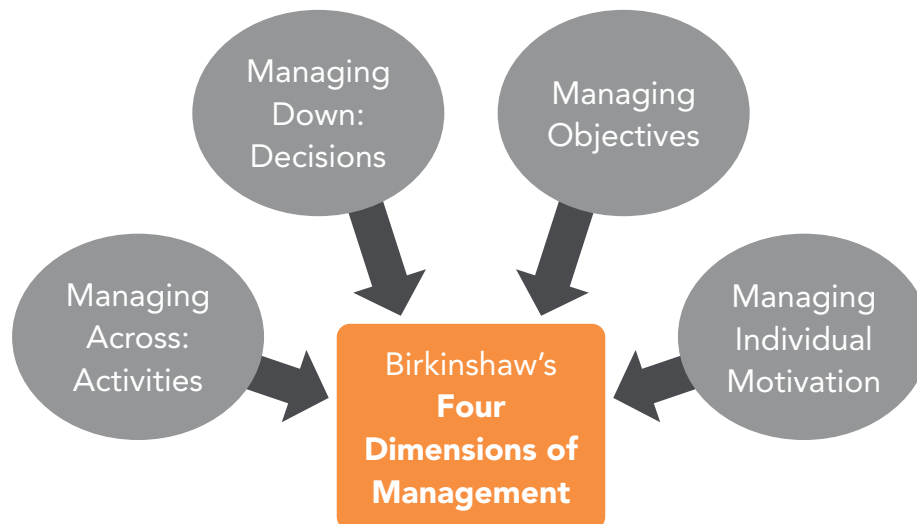 Managing
Down:
Decisions
Managing
Objectives
Managing
Across:
Activities
Managing
Individual
Motivation
Birkinshaw’s
Four
Dimensions of
Management